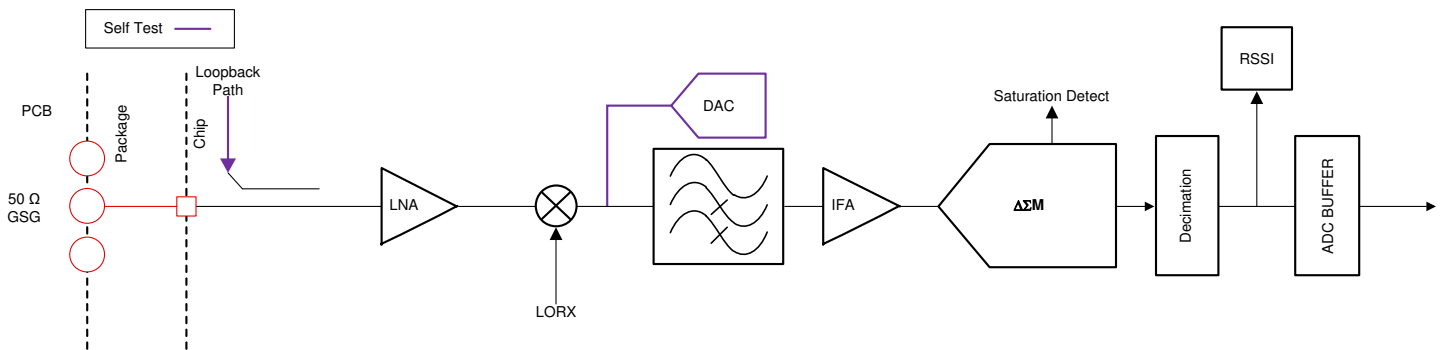 Self Test
Loopback
Path
PCB
Package
Chip
50 Ω
GSG
LNA
LORX
DAC
IFA
Saturation Detect
ΔΣM
Decimation
RSSI
ADC BUFFER